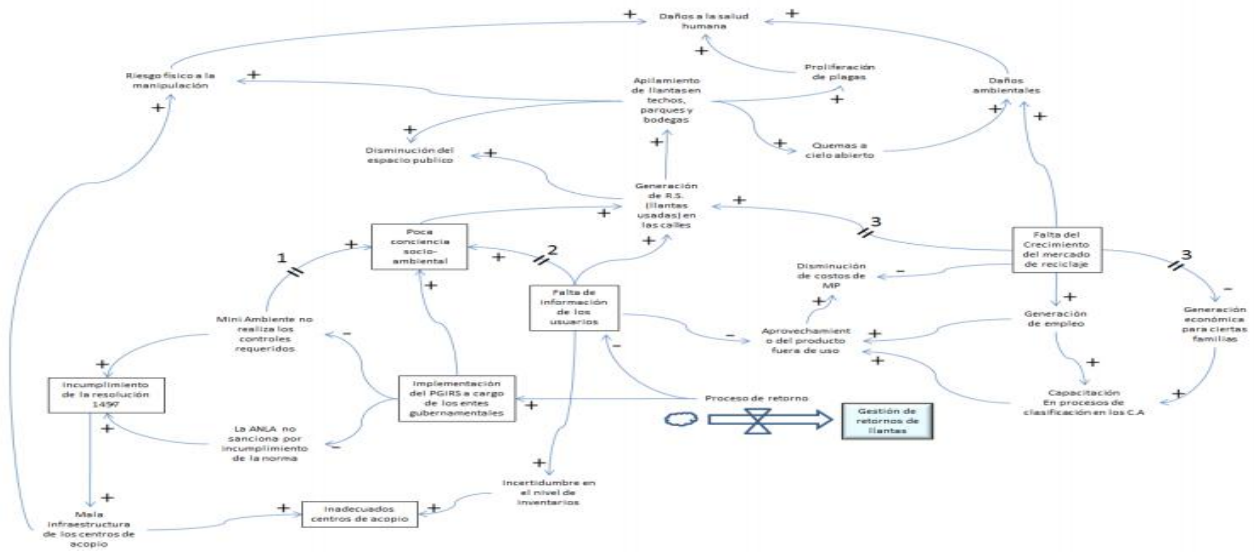 Daños a la salud
humana
Riesgo físico a la
manipulación
Apilamiento
de llantas en
techos,
parques y
bodegas
Proliferación
de plagas
Daños
ambientales
Disminución del
espacio publico
Quemas a
cielo abierto
Generación
de R.S.
(llantas
usadas) en
las calles
Poca
conciencia
socio-
ambiental
1
2
3
3
Falta del
Crecimiento
del mercado
de reciclaje
Disminución
de costos de
MP
Falta de
información
de los
usuarios
Mini Ambiente no
realiza los
controles
requeridos
Aprovechamient
o del producto
fuera de uso
Generación
de empleo
Generación
económica
para ciertas
familias
Incumplimiento
de la resolución
1457
Implementación
del PGIRS a cargo
de los entes
gubernamentales
Proceso de retorno
Gestión de
retornos de
llantas
Capacitación
En procesos de
clasificación en los C.A
La ANLA no
sanciona por
incumplimiento
de la norma
Incertidumbre en
el nivel de
inventarios
Inadecuados
centros de acopio
Mala
infraestructura
de los centros de
acopio